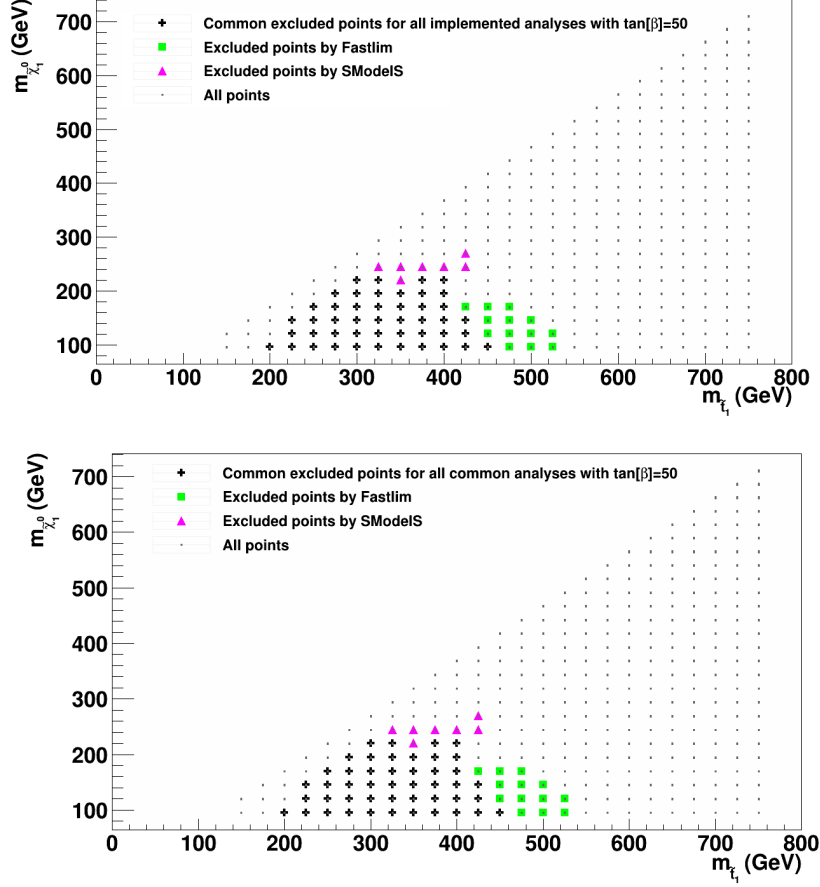 700
600
500
400
300
200
100
m_χ̃₁⁰ (GeV)
Common excluded points for all implemented analyses with tan[β]=50
Excluded points by Fastlim
Excluded points by SModelS
All points
0 100 200 300 400 500 600 700 800
m_t̃₁ (GeV)
700
600
500
400
300
200
100
m_χ̃₁⁰ (GeV)
Common excluded points for all common analyses with tan[β]=50
Excluded points by Fastlim
Excluded points by SModelS
All points
0 100 200 300 400 500 600 700 800
m_t̃₁ (GeV)